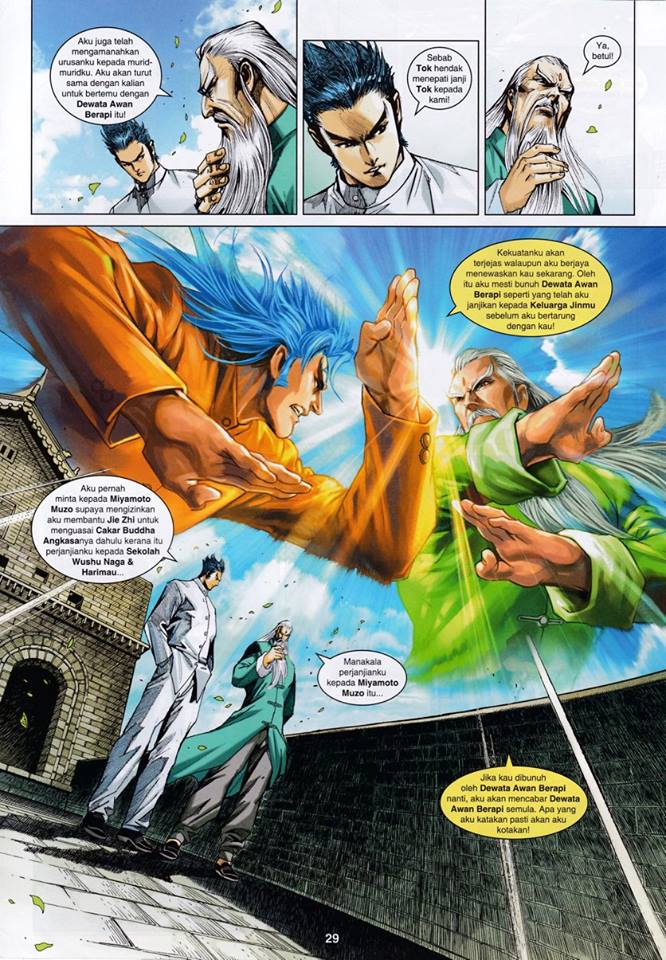 Aku juga telah
mengamanahkan
urusanku kepada murid-
muridku. Aku akan turut
sama dengan kalian
untuk bertemu dengan
Dewata Awan
Berapi itu!
Sebab
Tok hendak
menepati janji
Tok kepada
kami!
Ya,
betul!
Kekuatanku akan
terjejas walaupun aku berjaya
menewaskan kau sekarang. Oleh
itu aku mesti bunuh Dewata Awan
Berapi seperti yang telah aku
janjikan kepada Keluarga Jinmu
sebelum aku bertarung
dengan kau!
Aku pernah
minta kepada Miyamoto
Muzo supaya mengizinkan
aku membantu Jie Zhi untuk
menguasai Cakar Buddha
Angkasanya dahulu kerana itu
perjanjianku kepada Sekolah
Wushu Naga &
Harimau...
Manakala
perjanjianku
kepada Miyamoto
Muzo itu...
Jika kau dibunuh
oleh Dewata Awan Berapi
nanti, aku akan mencabar Dewata
Awan Berapi semula. Apa yang
aku katakan pasti akan aku
kotakan!
29